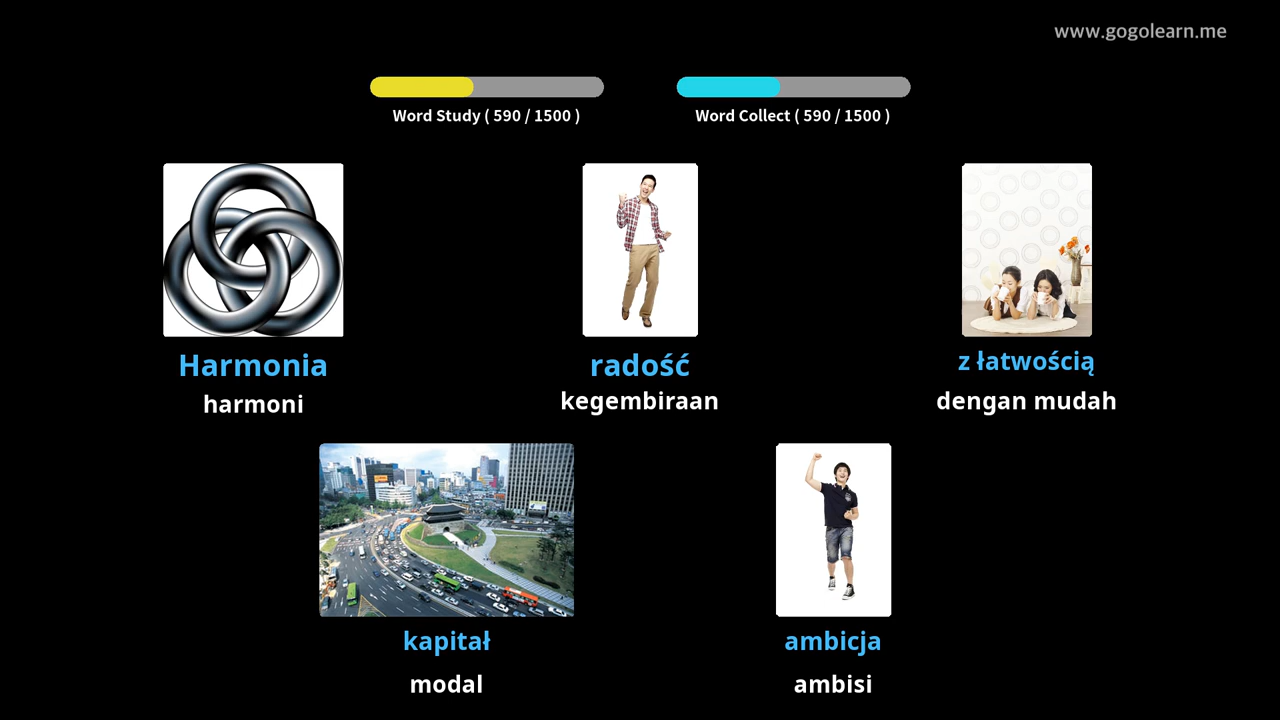 www.gogolearn.me
Word Study ( 590 / 1500 )
Word Collect ( 590 / 1500 )
Harmonia
harmoni
radość
kegembiraan
z łatwością
dengan mudah
kapitał
modal
ambicja
ambisi